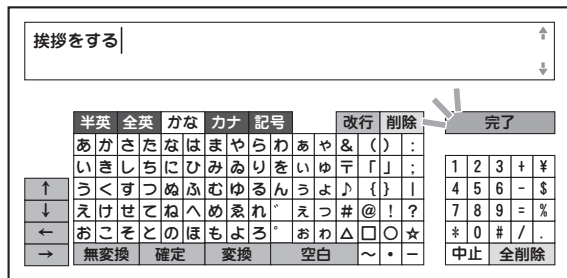 挨拶をする
半英 全英 かな カナ 記号 改行 削除 完了
あ か さ た な は ま や ら わ ぁ ゃ & ( ) :
い き し ち に ひ み ゐ り を ぃ ゅ 〒 「 」 ; 1 2 3 + ¥
↑ う く す つ ぬ ふ む ゆ る ん ぅ ょ ♪ { } | 4 5 6 - $
↓ え け せ て ね へ め ゑ れ ゛ ぇ っ # @ ! ? 7 8 9 = %
← お こ そ と の ほ も よ ろ ゜ ぉ ゎ △ □ ○ ☆ * 0 # / .
→ 無変換 確定 変換 空白 ~ ・ ー 中止 全削除